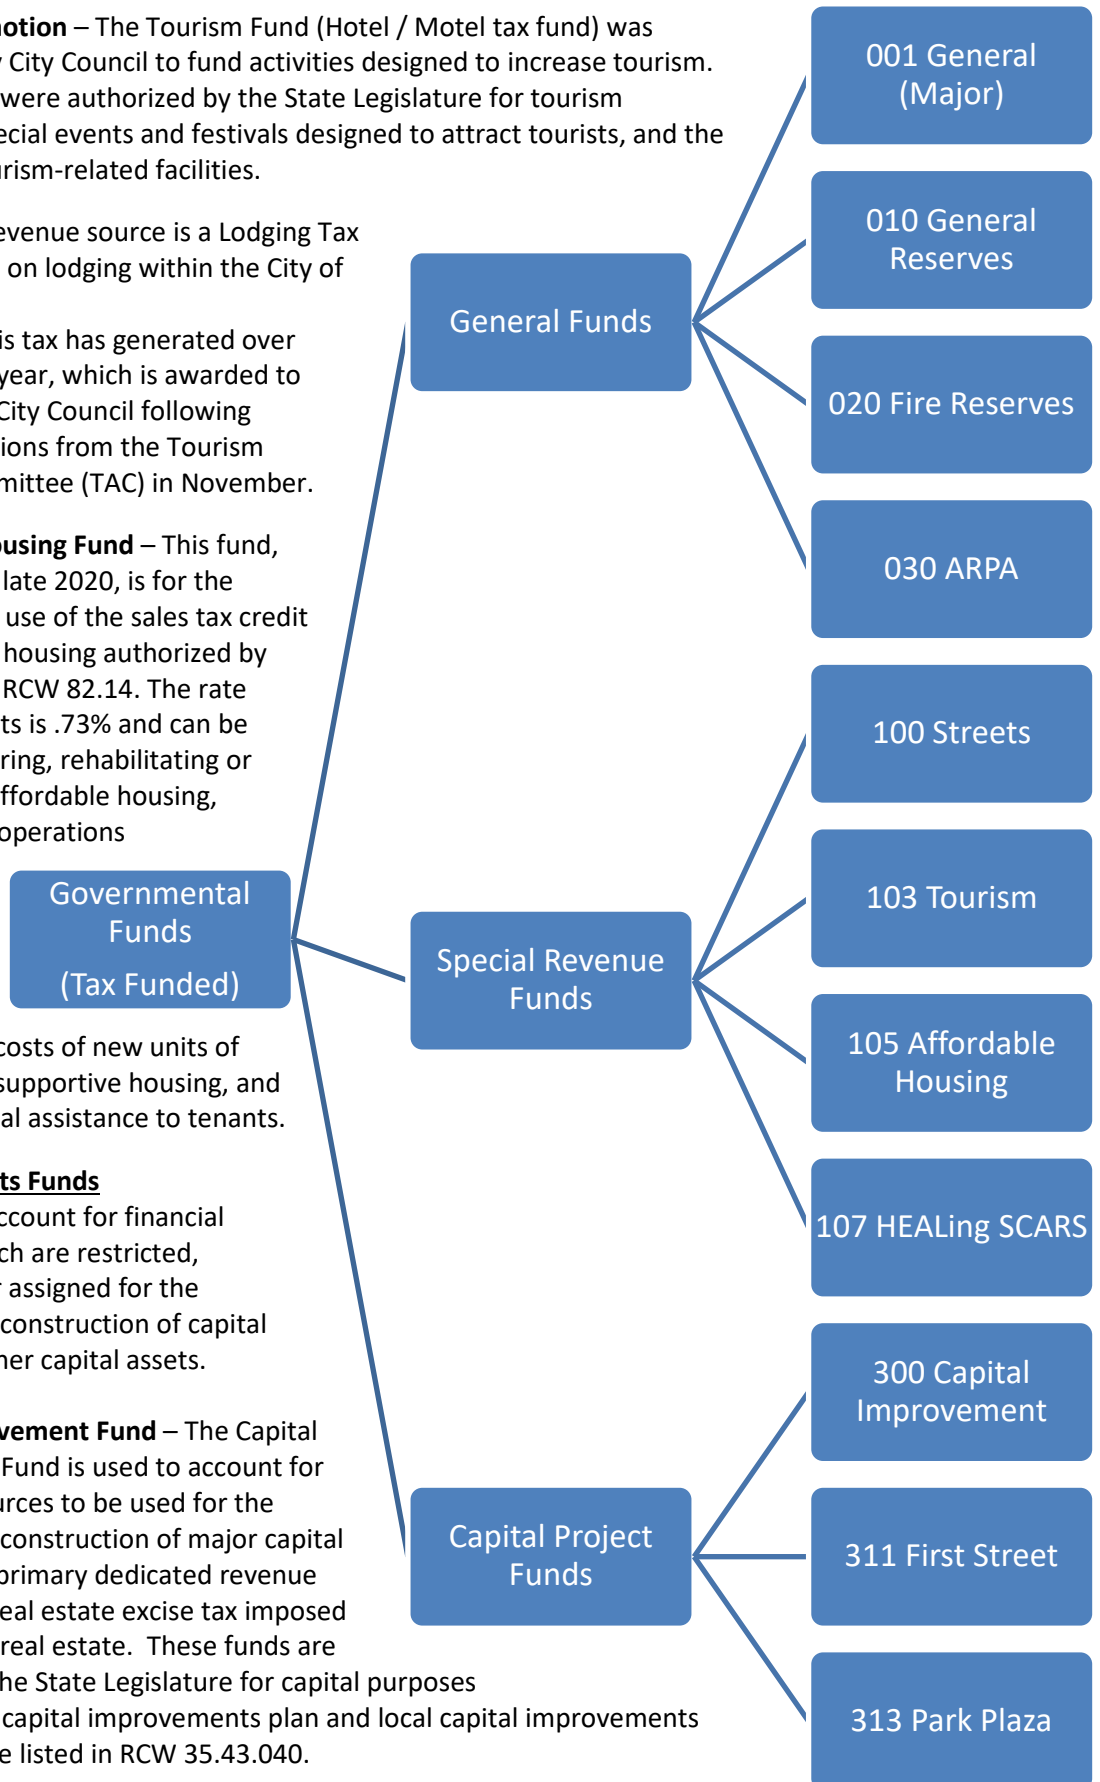 motion – The Tourism Fund (Hotel / Motel tax fund) was
y City Council to fund activities designed to increase tourism.
were authorized by the State Legislature for tourism
pecial events and festivals designed to attract tourists, and the
urism-related facilities.
evenue source is a Lodging Tax
on lodging within the City of
is tax has generated over
year, which is awarded to
City Council following
tions from the Tourism
mittee (TAC) in November.
ousing Fund – This fund,
late 2020, is for the
use of the sales tax credit
housing authorized by
RCW 82.14. The rate
ts is .73% and can be
ring, rehabilitating or
affordable housing,
operations
costs of new units of
supportive housing, and
al assistance to tenants.
ts Funds
ccount for financial
ch are restricted,
r assigned for the
construction of capital
her capital assets.
vement Fund – The Capital
Fund is used to account for
urces to be used for the
construction of major capital
primary dedicated revenue
eal estate excise tax imposed
real estate. These funds are
he State Legislature for capital purposes
capital improvements plan and local capital improvements
e listed in RCW 35.43.040.
Governmental
Funds
(Tax Funded)
General Funds
001 General
(Major)
010 General
Reserves
020 Fire Reserves
030 ARPA
Special Revenue
Funds
100 Streets
103 Tourism
105 Affordable
Housing
107 HEALing SCARS
Capital Project
Funds
300 Capital
Improvement
311 First Street
313 Park Plaza